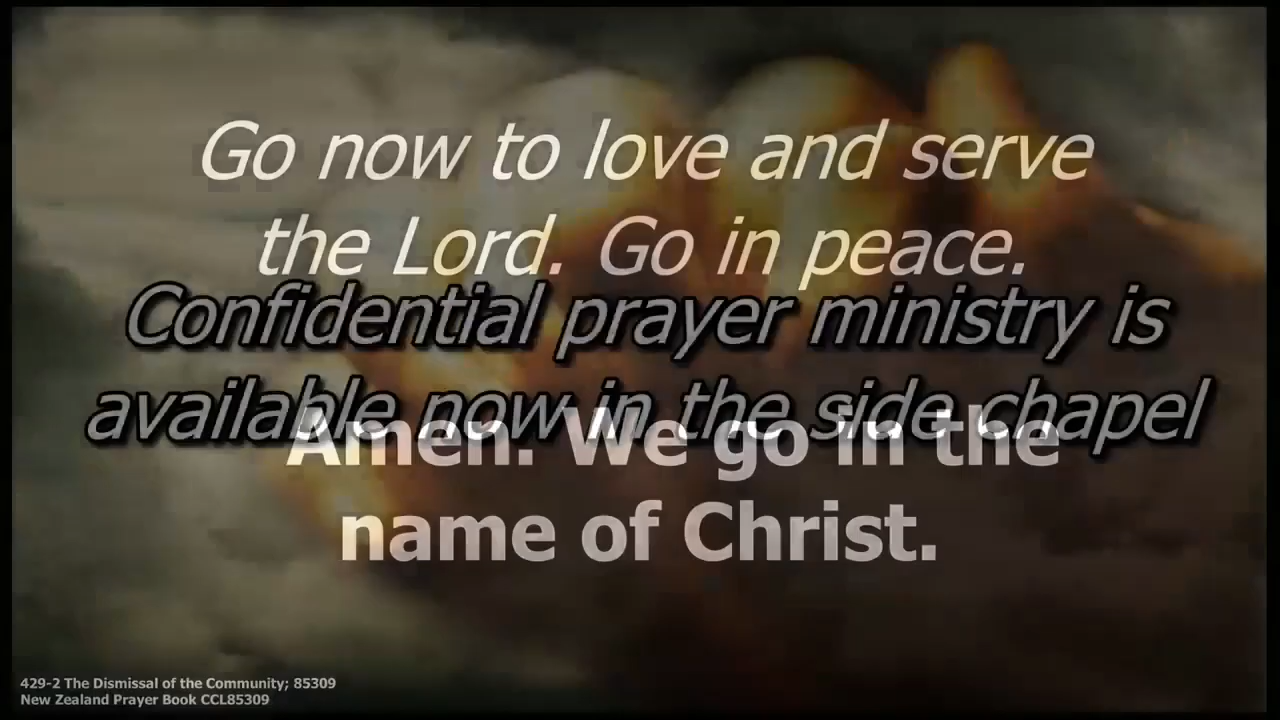 Go now to love and serve
the Lord. Go in peace.
Confidential prayer ministry is
available now in the side chapel
Amen. We go in the
name of Christ.
429-2 The Dismissal of the Community; 85309
New Zealand Prayer Book CCL85309